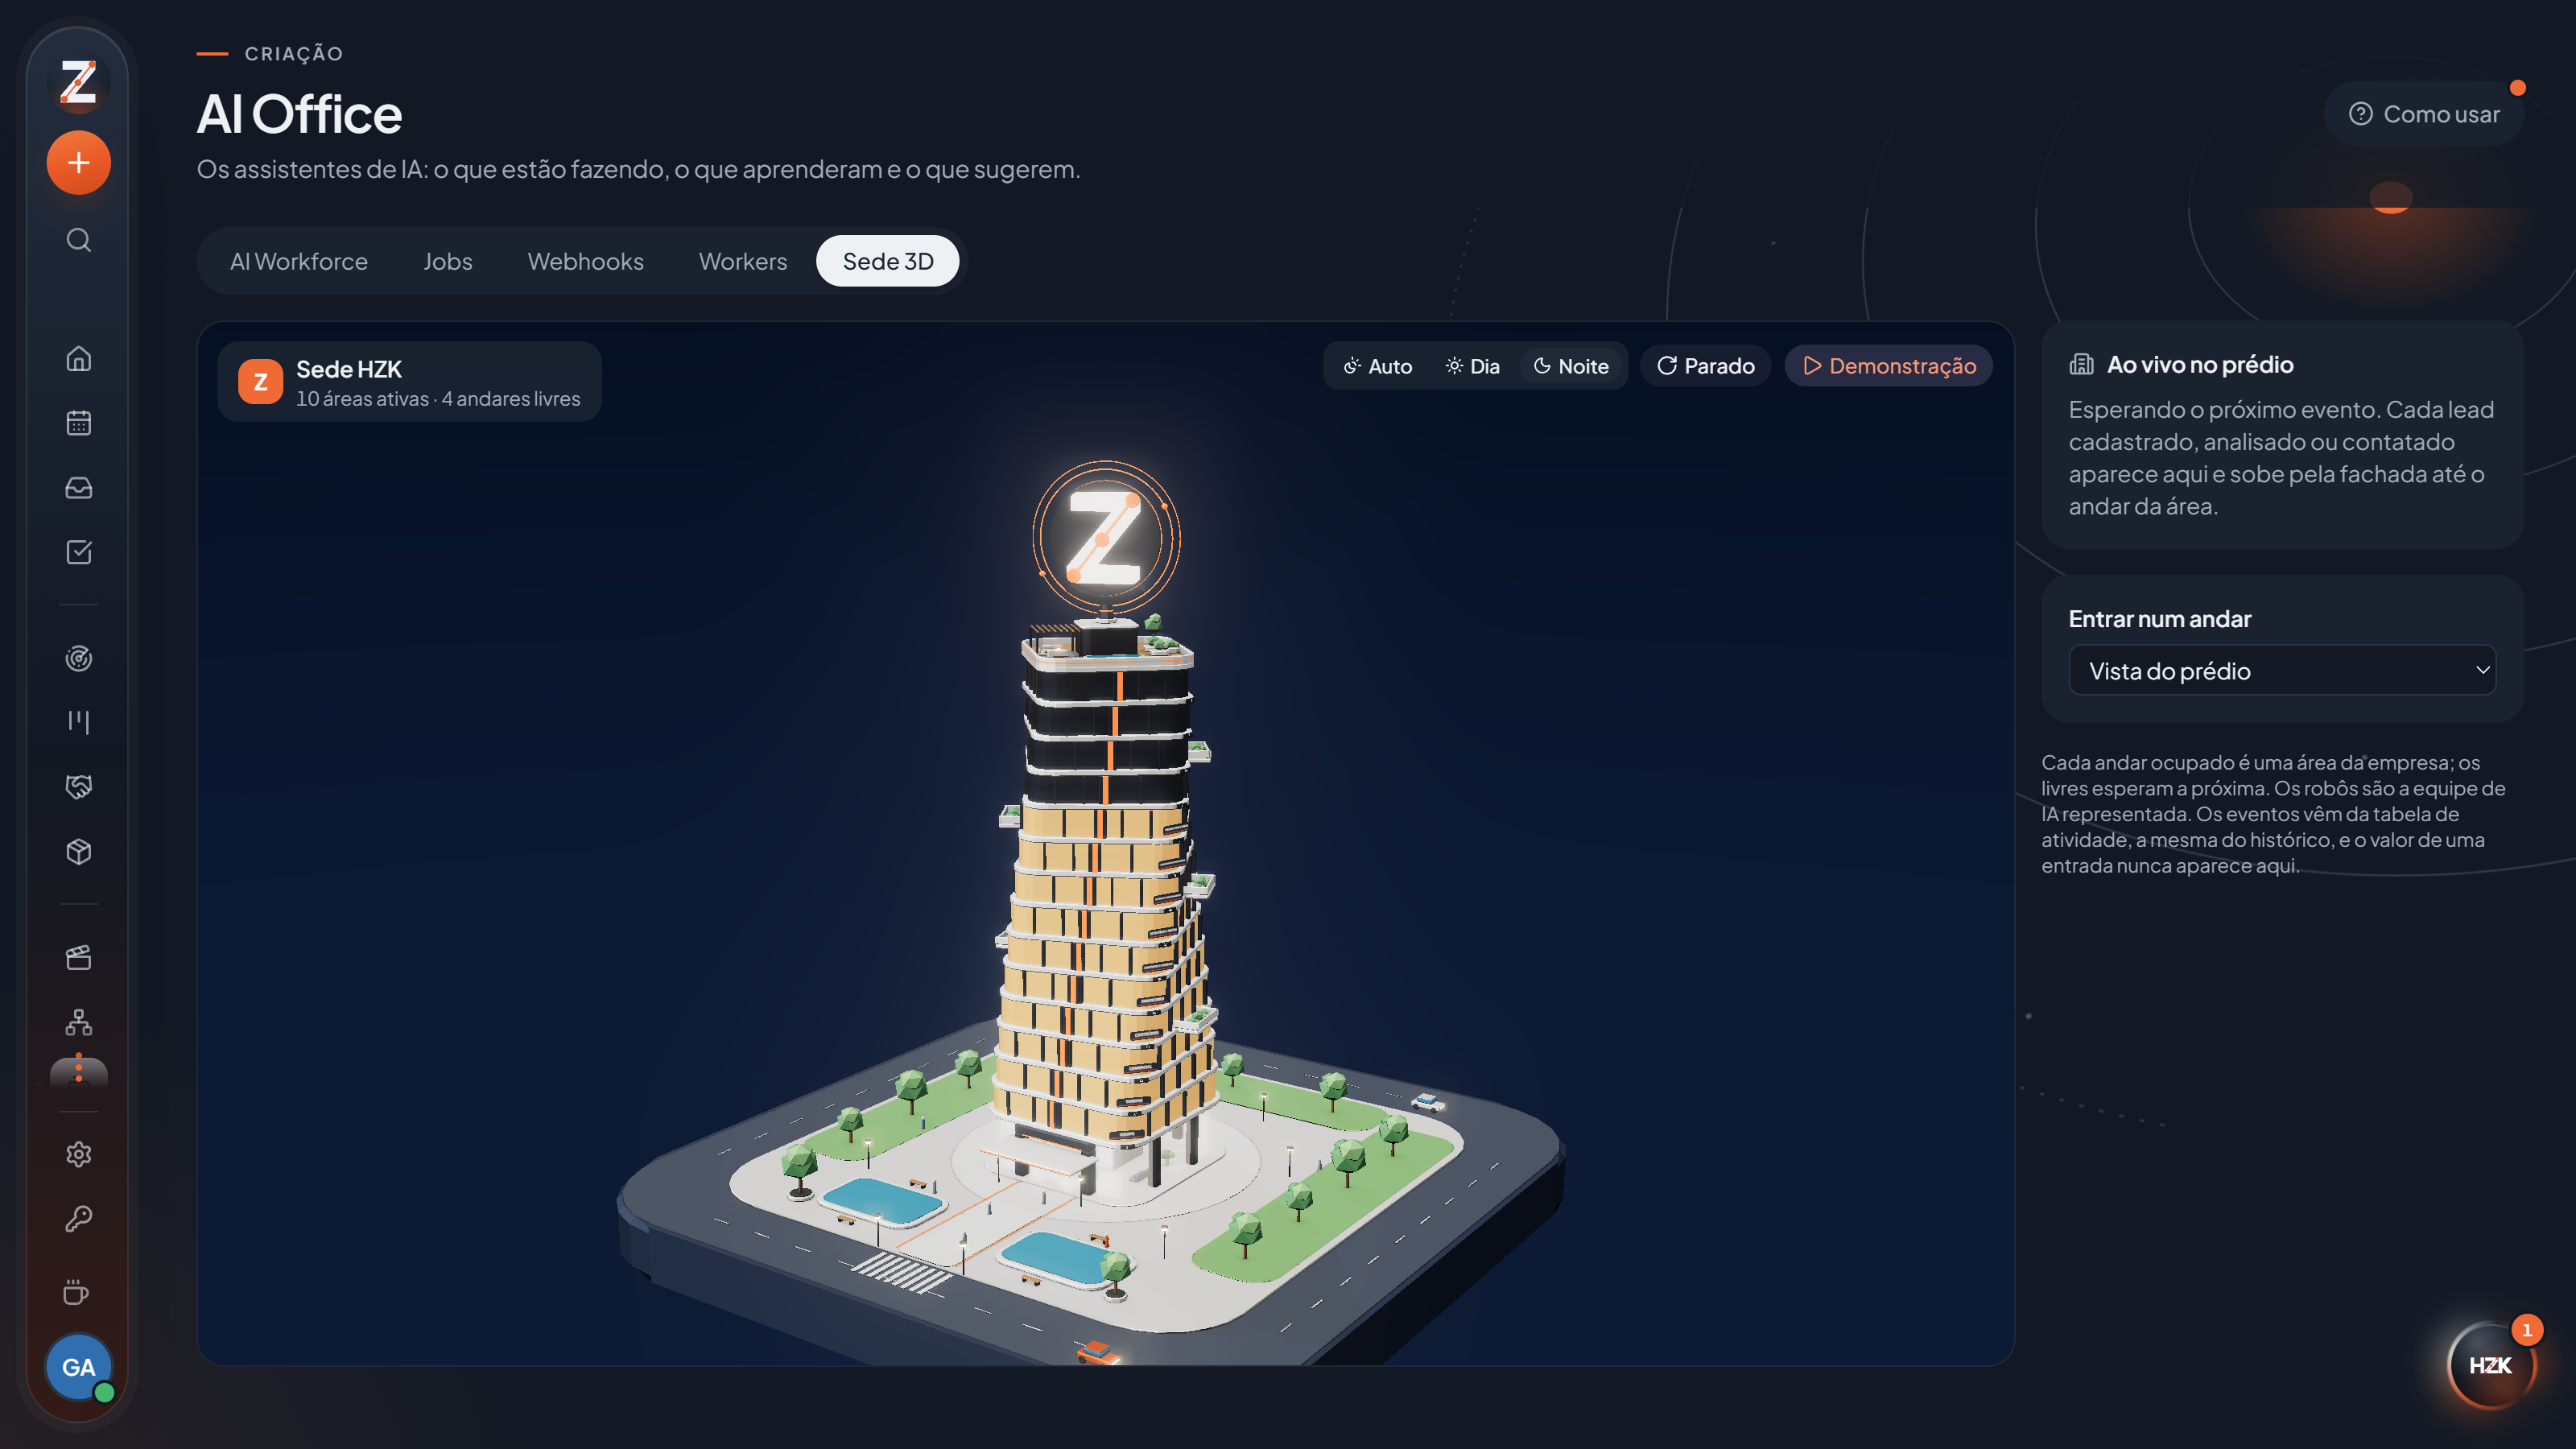 Z
CRIAÇÃO
AI Office
Como usar
Os assistentes de IA: o que estão fazendo, o que aprenderam e o que sugerem.
AI Workforce
Jobs
Webhooks
Workers
Sede 3D
Z
Sede HZK
10 áreas ativas · 4 andares livres
Auto
Dia
Noite
Parado
Demonstração
Z
Ao vivo no prédio
Esperando o próximo evento. Cada lead
cadastrado, analisado ou contatado
aparece aqui e sobe pela fachada até o
andar da área.
Entrar num andar
Vista do prédio
Cada andar ocupado é uma área da empresa; os
livres esperam a próxima. Os robôs são a equipe de
IA representada. Os eventos vêm da tabela de
atividade, a mesma do histórico, e o valor de uma
entrada nunca aparece aqui.
GA
1
HZK